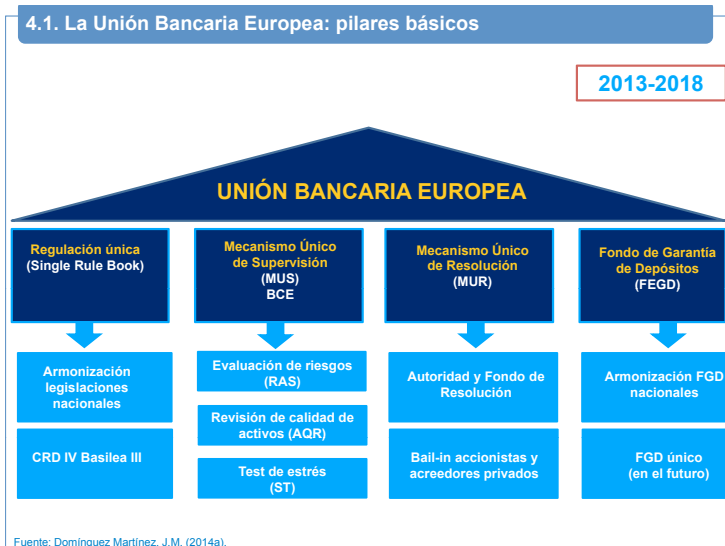 4.1. La Unión Bancaria Europea: pilares básicos
2013-2018
UNIÓN BANCARIA EUROPEA
Regulación única
(Single Rule Book)
Mecanismo Único
de Supervisión
(MUS)
BCE
Mecanismo Único
de Resolución
(MUR)
Fondo de Garantía
de Depósitos
(FEGD)
Armonización
legislaciones
nacionales
CRD IV Basilea III
Evaluación de riesgos
(RAS)
Revisión de calidad de
activos (AQR)
Test de estrés
(ST)
Autoridad y Fondo de
Resolución
Bail-in accionistas y
acreedores privados
Armonización FGD
nacionales
FGD único
(en el futuro)
Fuente: Domínguez Martínez, J.M. (2014a).